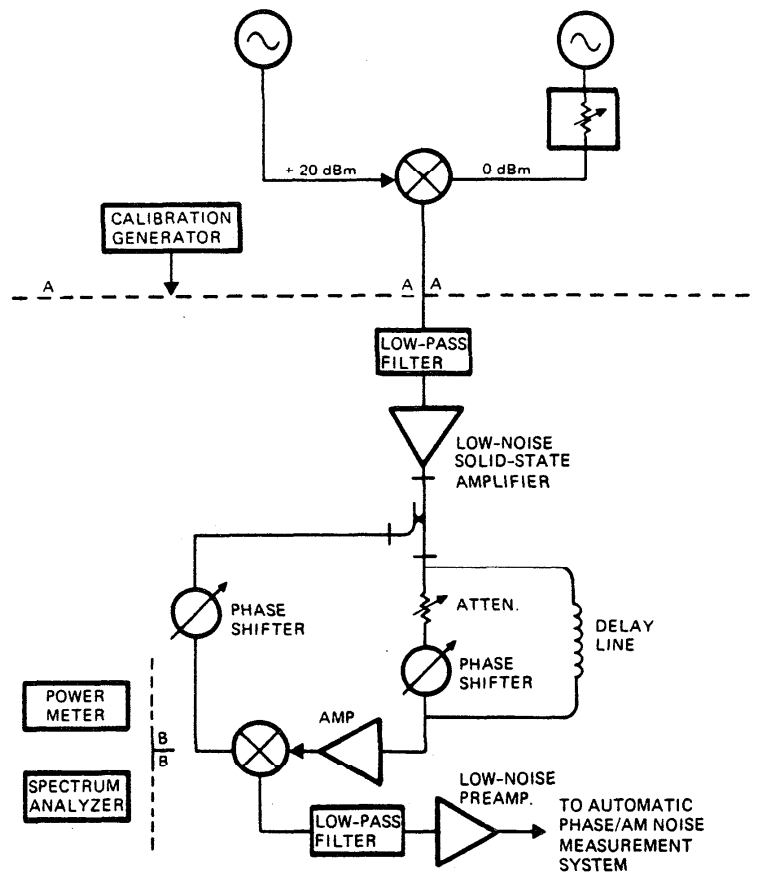 + 20 dBm
0 dBm
CALIBRATION
GENERATOR
A
A
A
LOW-PASS
FILTER
LOW-NOISE
SOLID-STATE
AMPLIFIER
PHASE
SHIFTER
ATTEN.
DELAY
LINE
PHASE
SHIFTER
POWER
METER
AMP
B
B
SPECTRUM
ANALYZER
LOW-NOISE
PREAMP.
LOW-PASS
FILTER
TO AUTOMATIC
PHASE/AM NOISE
MEASUREMENT
SYSTEM